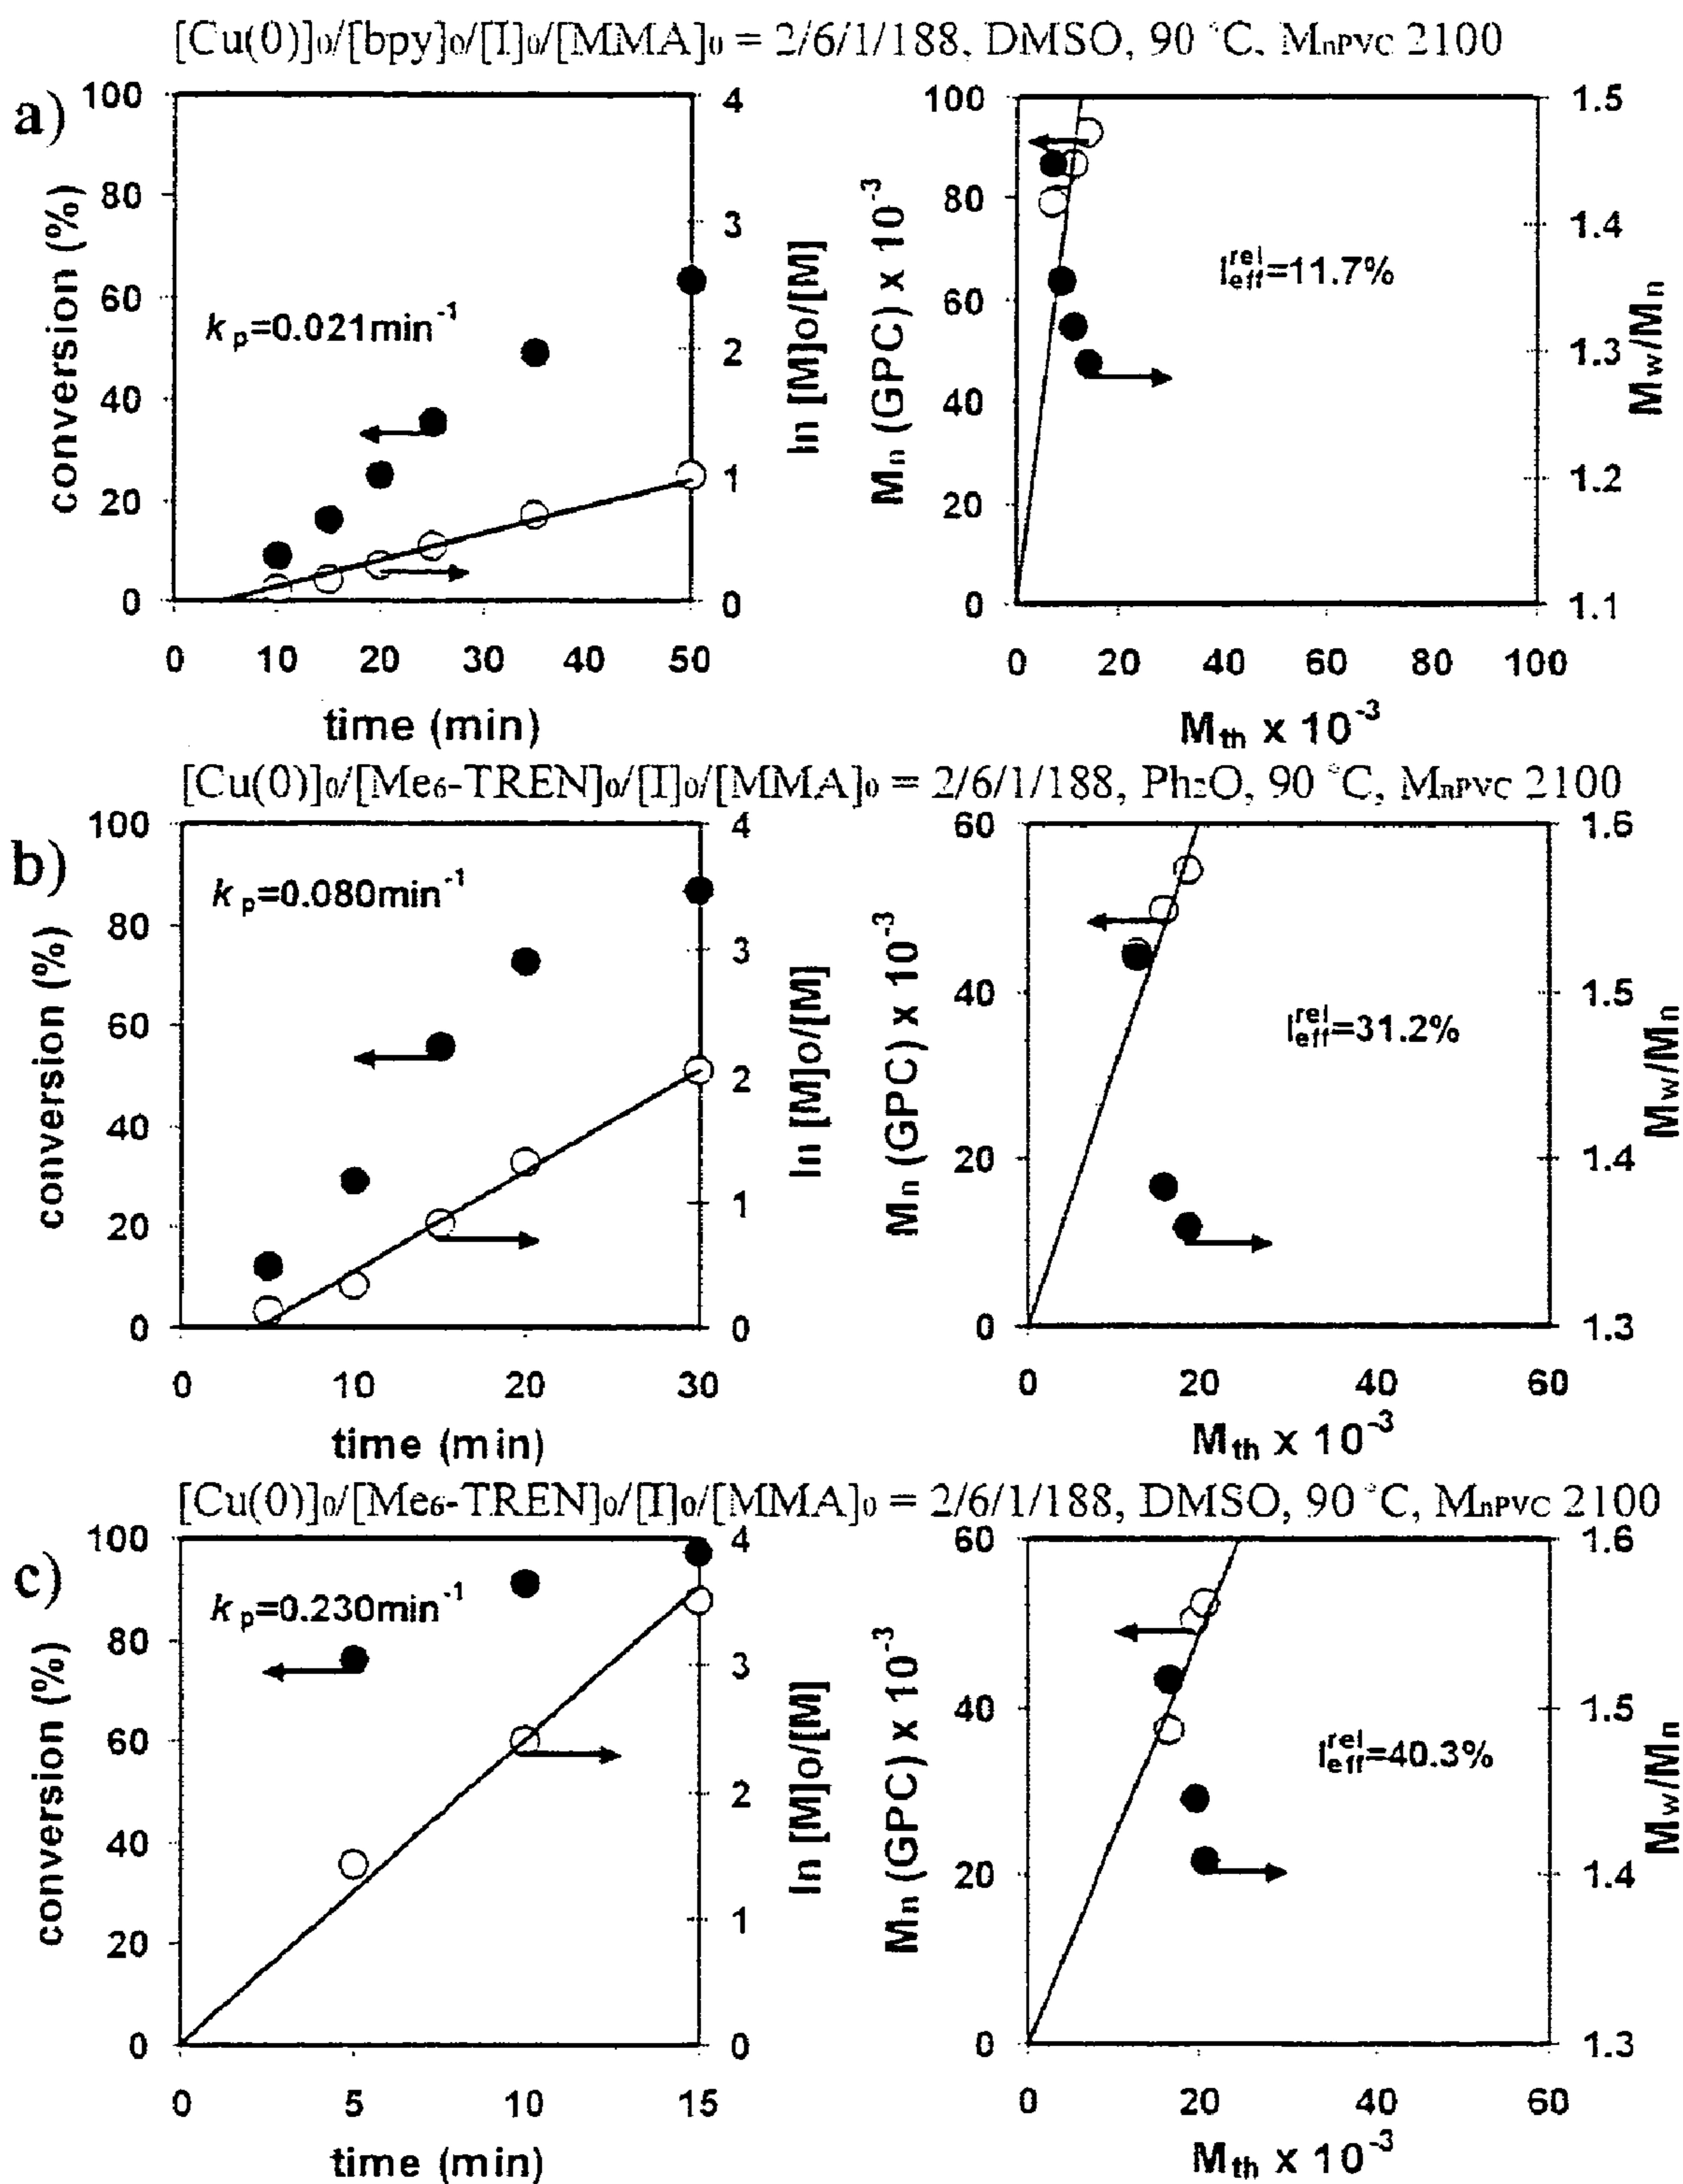 [Cu(0)]₀/[bpy]₀/[I]₀/[MMA]₀ = 2/6/1/188, DMSO, 90 °C, MnPVC 2100
a)
100
80
60
40
20
0
conversion (%)
kp=0.021min⁻¹
4
3
2
1
0
ln [M]o/[M]
0 10 20 30 40 50
time (min)
100
80
60
40
20
0
Mn (GPC) x 10⁻³
I rel eff=11.7%
1.5
1.4
1.3
1.2
1.1
Mw/Mn
0 20 40 60 80 100
Mth x 10⁻³
[Cu(0)]₀/[Me₆-TREN]₀/[I]₀/[MMA]₀ = 2/6/1/188, Ph₂O, 90 °C, MnPVC 2100
b)
100
80
60
40
20
0
conversion (%)
kp=0.080min⁻¹
4
3
2
1
0
ln [M]o/[M]
0 10 20 30
time (min)
60
40
20
0
Mn (GPC) x 10⁻³
I rel eff=31.2%
1.6
1.5
1.4
1.3
Mw/Mn
0 20 40 60
Mth x 10⁻³
[Cu(0)]₀/[Me₆-TREN]₀/[I]₀/[MMA]₀ = 2/6/1/188, DMSO, 90 °C, MnPVC 2100
c)
100
80
60
40
20
0
conversion (%)
kp=0.230min⁻¹
4
3
2
1
0
ln [M]o/[M]
0 5 10 15
time (min)
60
40
20
0
Mn (GPC) x 10⁻³
I rel eff=40.3%
1.6
1.5
1.4
1.3
Mw/Mn
0 20 40 60
Mth x 10⁻³